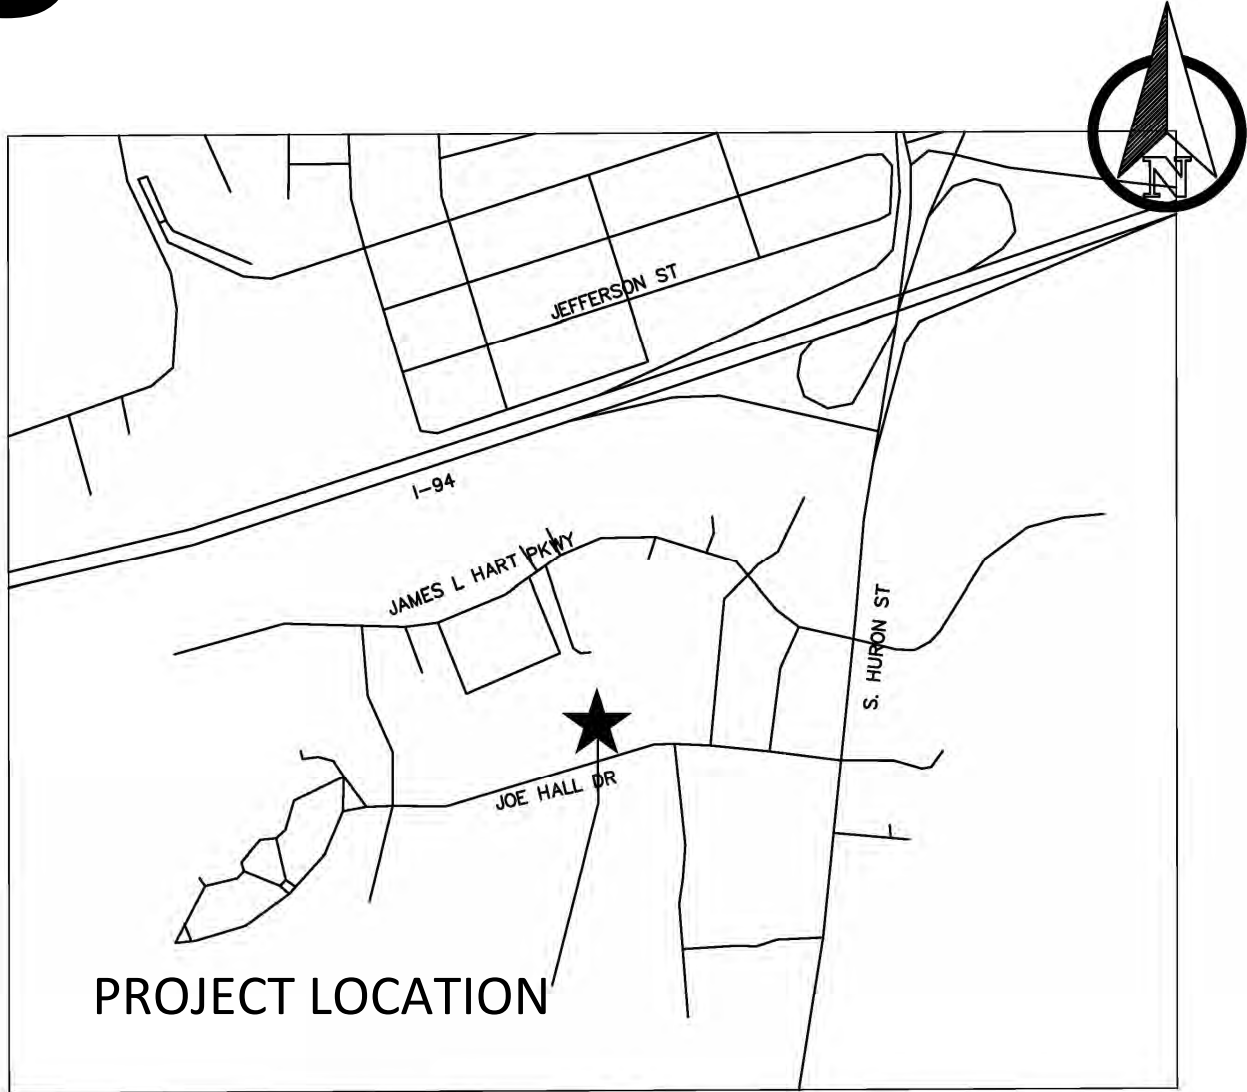 N
JEFFERSON ST
I-94
JAMES L HART PKWY
S. HURON ST
JOE HALL DR
PROJECT LOCATION